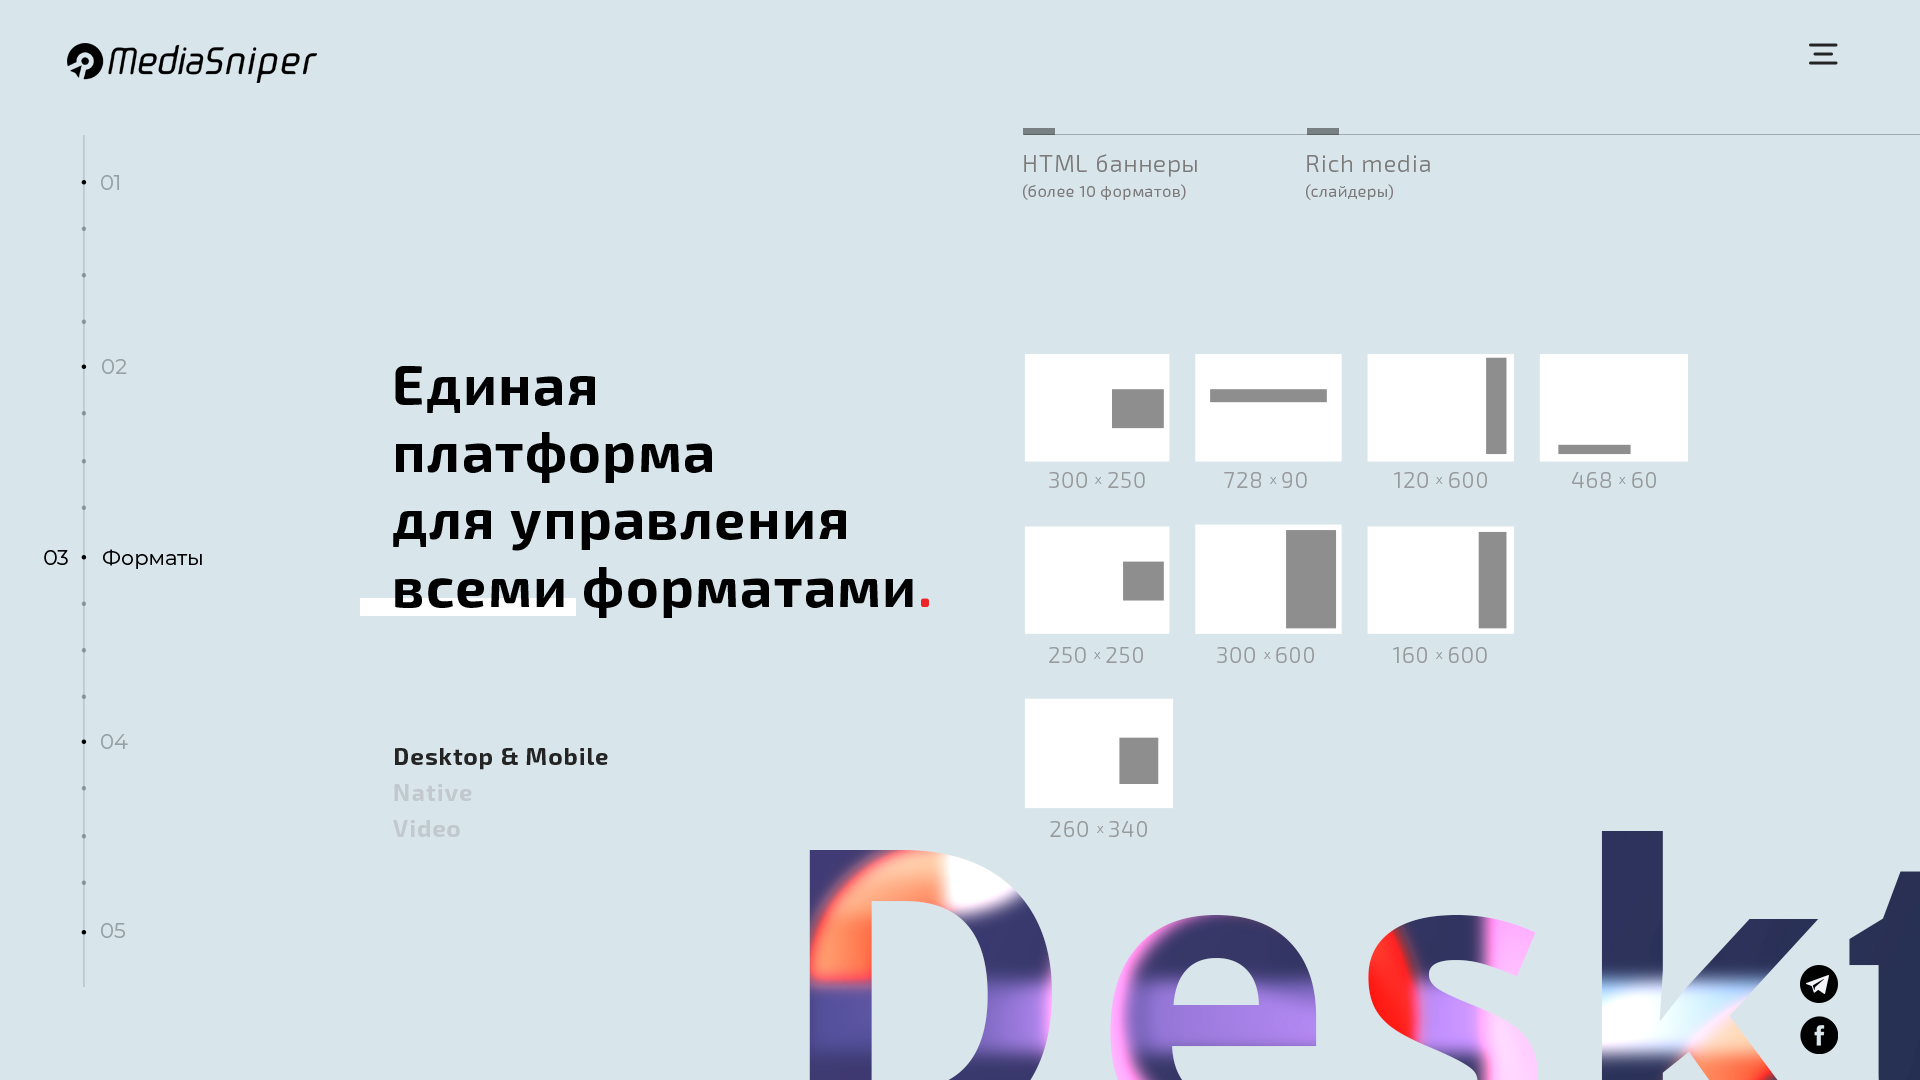 MediaSniper
HTML баннеры
(более 10 форматов)
Rich media
(слайдеры)
01
02
03 Форматы
04
05
Единая
платформа
для управления
всеми форматами.
Desktop & Mobile
Native
Video
300 x 250
728 x 90
120 x 600
468 x 60
250 x 250
300 x 600
160 x 600
260 x 340
Deskt